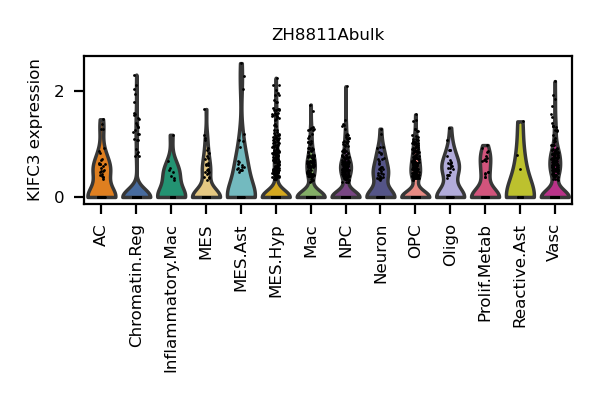 ZH8811Abulk
KIFC3 expression
2
0
AC
Chromatin.Reg
Inflammatory.Mac
MES
MES.Ast
MES.Hyp
Mac
NPC
Neuron
OPC
Oligo
Prolif.Metab
Reactive.Ast
Vasc